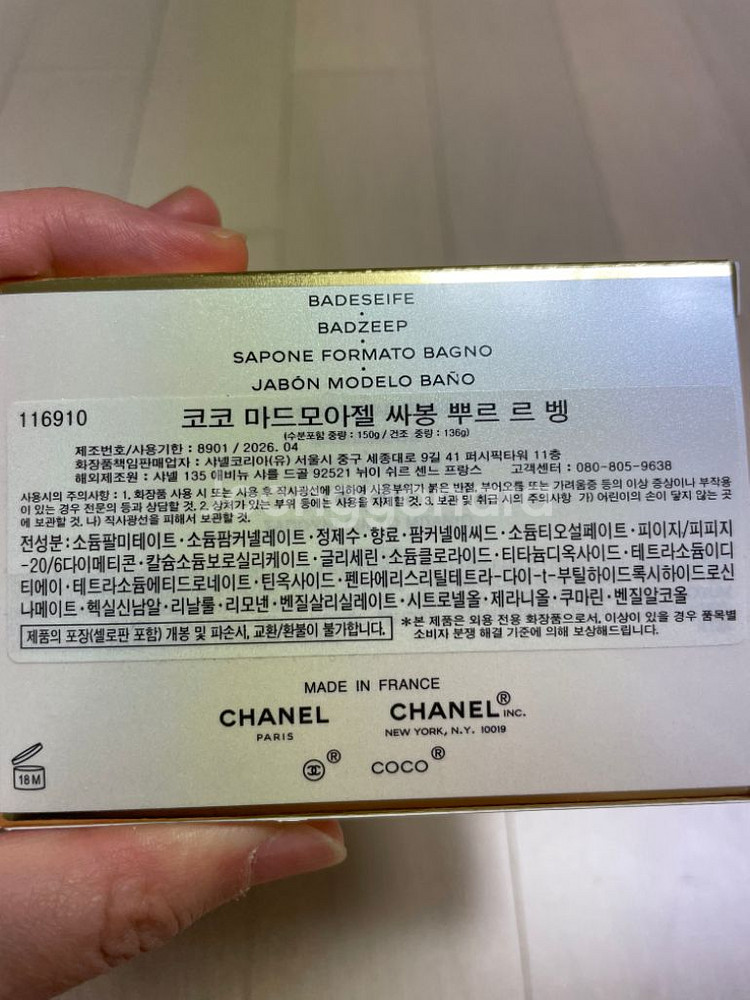 BADESEIFE
·
BADZEEP
·
SAPONE FORMATO BAGNO
·
JABÓN MODELO BAÑO
116910 코코 마드모아젤 싸봉 뿌르 르 벵
(수분포함 중량 : 150g / 건조 중량 : 136g)
제조번호/사용기한 : 8901 / 2026. 04
화장품책임판매업자 : 샤넬코리아(유) 서울시 중구 세종대로 9길 41 퍼시픽타워 11층
해외제조원 : 샤넬 135 애비뉴 샤를 드골 92521 뉘이 쉬르 센느 프랑스 고객센터 : 080-805-9638
사용시의 주의사항 : 1. 화장품 사용 시 또는 사용 후 직사광선에 의하여 사용부위가 붉은 반점, 부어오름 또는 가려움증 등의 이상 증상이나 부작용
이 있는 경우 전문의 등과 상담할 것. 2. 상처가 있는 부위 등에는 사용을 자제할 것. 3. 보관 및 취급 시의 주의사항 가) 어린이의 손이 닿지 않는 곳
에 보관할 것. 나) 직사광선을 피해서 보관할 것.
전성분 : 소듐팔미테이트·소듐팜커넬레이트·정제수·향료·팜커넬애씨드·소듐티오설페이트·피이지/피피지
-20/6다이메티콘·칼슘소듐보로실리케이트·글리세린·소듐클로라이드·티타늄디옥사이드·테트라소듐이디
티에이·테트라소듐에티드로네이트·틴옥사이드·펜타에리스리틸테트라-다이-t-부틸하이드록시하이드로신
나메이트·헥실신남알·리날룰·리모넨·벤질살리실레이트·시트로넬올·제라니올·쿠마린·벤질알코올
제품의 포장(셀로판 포함) 개봉 및 파손시, 교환/환불이 불가합니다.
*본 제품은 외용 전용 화장품으로서, 이상이 있을 경우 품목별
소비자 분쟁 해결 기준에 의해 보상해드립니다.
MADE IN FRANCE
CHANEL CHANEL® INC.
PARIS NEW YORK, N.Y. 10019
® COCO®
18 M